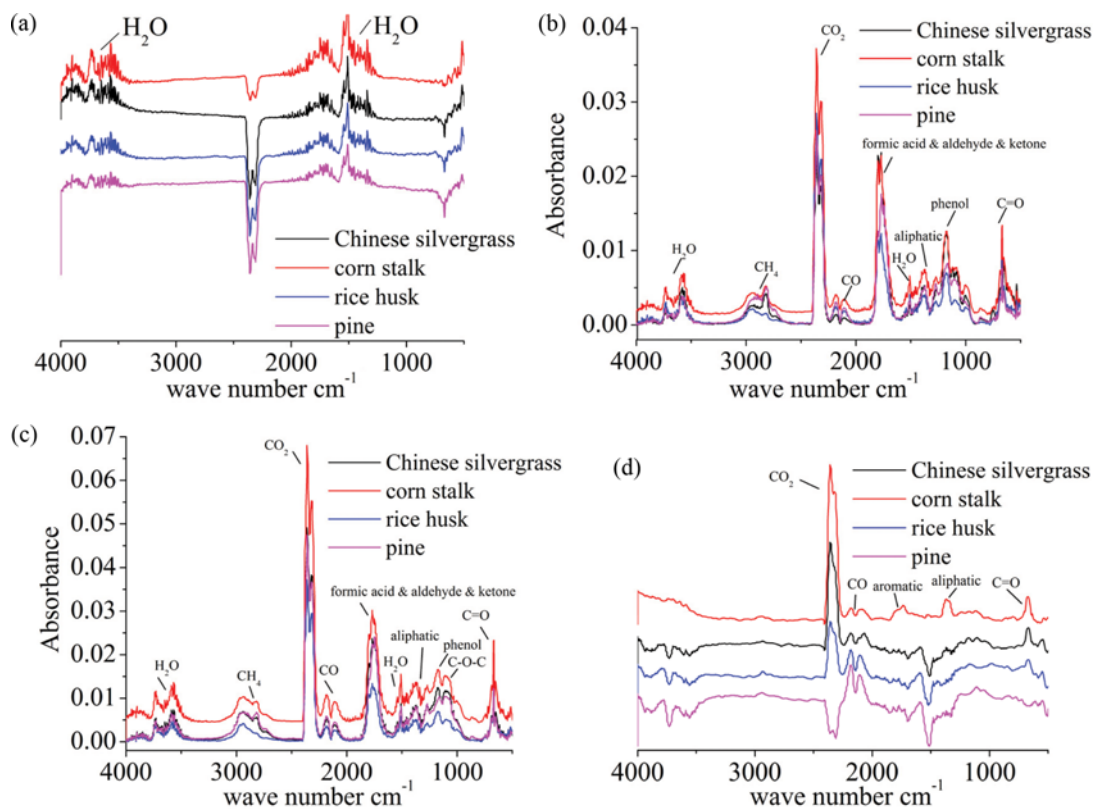 (a)
H₂O
H₂O
Chinese silvergrass
corn stalk
rice husk
pine
4000 3000 2000 1000
wave number cm⁻¹
(b)
Absorbance
0.04
0.03
0.02
0.01
0.00
CO₂
Chinese silvergrass
corn stalk
rice husk
pine
formic acid & aldehyde & ketone
phenol
C=O
aliphatic
H₂O
H₂O
CH₄
CO
4000 3000 2000 1000
wave number cm⁻¹
(c)
Absorbance
0.07
0.06
0.05
0.04
0.03
0.02
0.01
0.00
CO₂
Chinese silvergrass
corn stalk
rice husk
pine
formic acid & aldehyde & ketone
C=O
aliphatic
phenol
H₂O
C-O-C
H₂O
CH₄
CO
4000 3000 2000 1000
wave number cm⁻¹
(d)
Chinese silvergrass
CO₂
corn stalk
rice husk
pine
CO
aromatic
aliphatic
C=O
4000 3000 2000 1000
wave number cm⁻¹